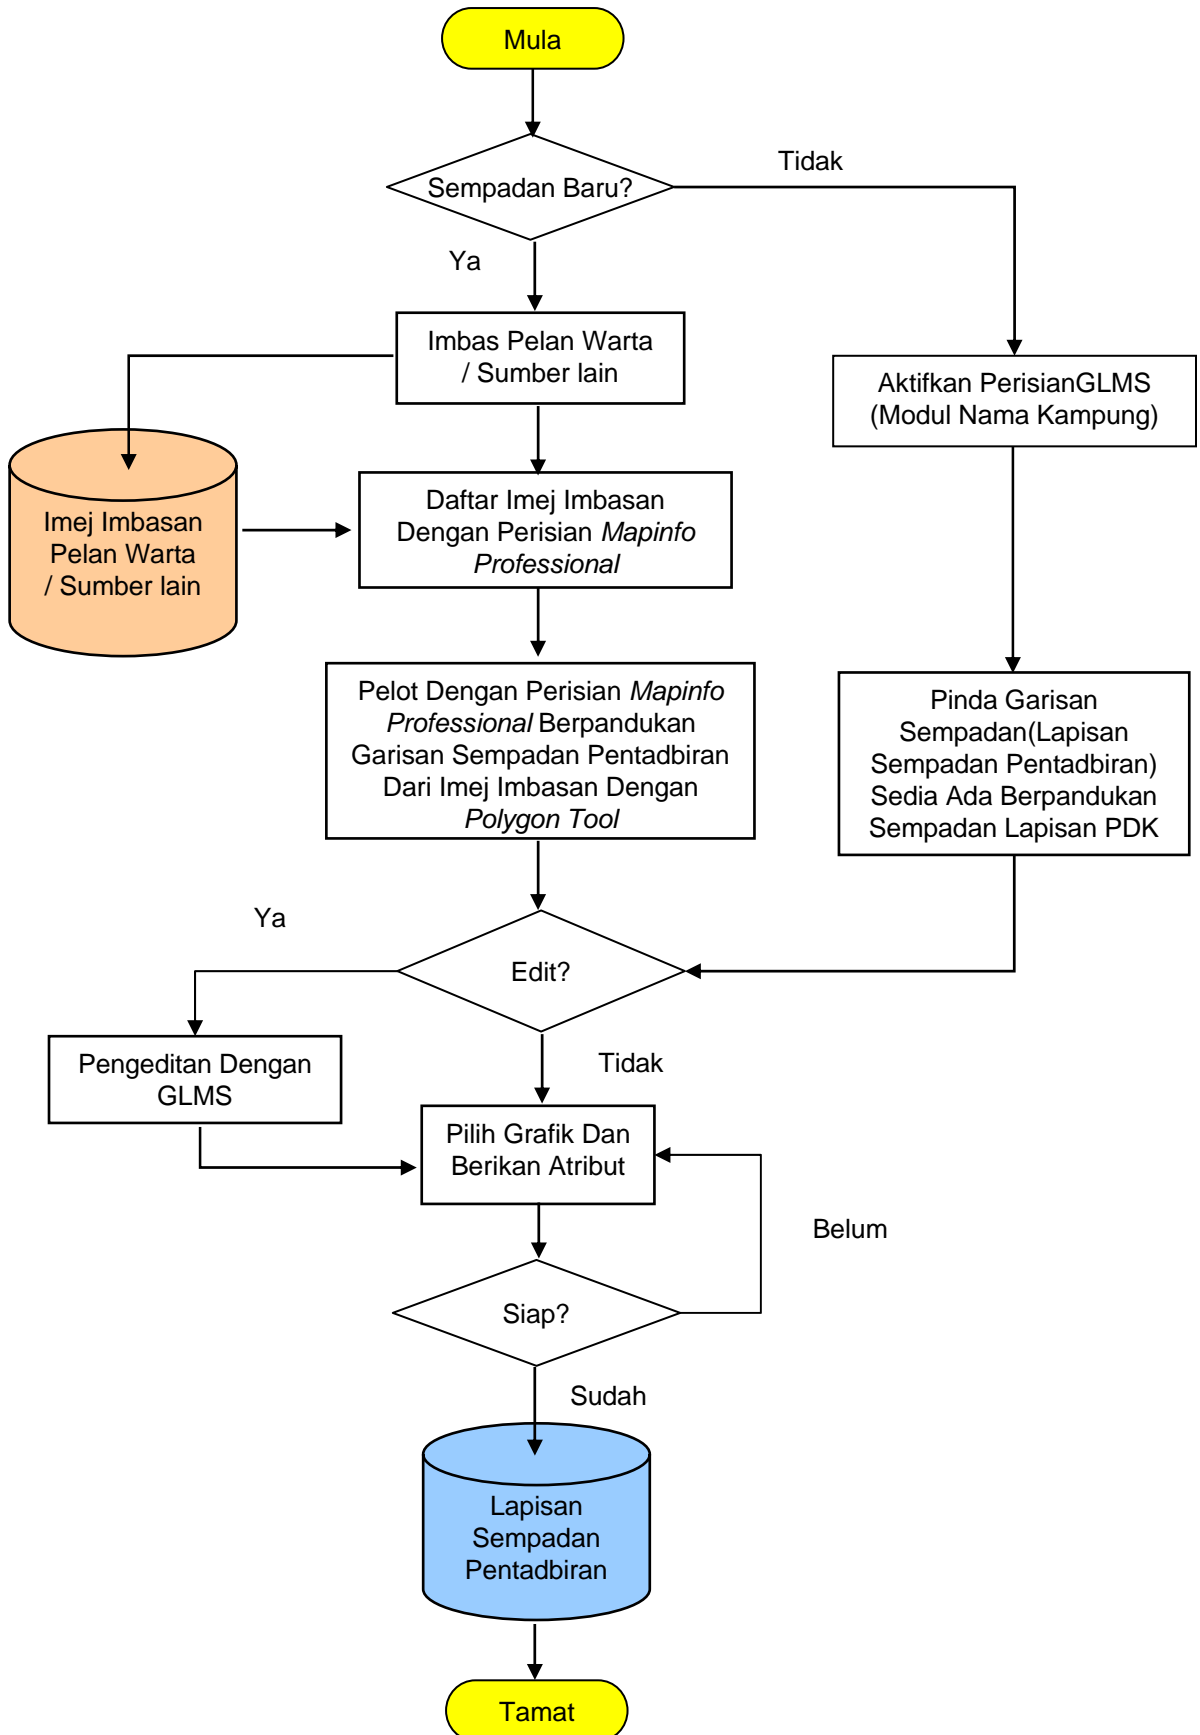 Mula
Tidak
Sempadan Baru?
Ya
Imbas Pelan Warta
/ Sumber lain
Aktifkan PerisianGLMS
(Modul Nama Kampung)
Imej Imbasan
Pelan Warta
/ Sumber lain
Daftar Imej Imbasan
Dengan Perisian Mapinfo
Professional
Pelot Dengan Perisian Mapinfo
Professional Berpandukan
Garisan Sempadan Pentadbiran
Dari Imej Imbasan Dengan
Polygon Tool
Pinda Garisan
Sempadan(Lapisan
Sempadan Pentadbiran)
Sedia Ada Berpandukan
Sempadan Lapisan PDK
Ya
Edit?
Pengeditan Dengan
GLMS
Tidak
Pilih Grafik Dan
Berikan Atribut
Belum
Siap?
Sudah
Lapisan
Sempadan
Pentadbiran
Tamat